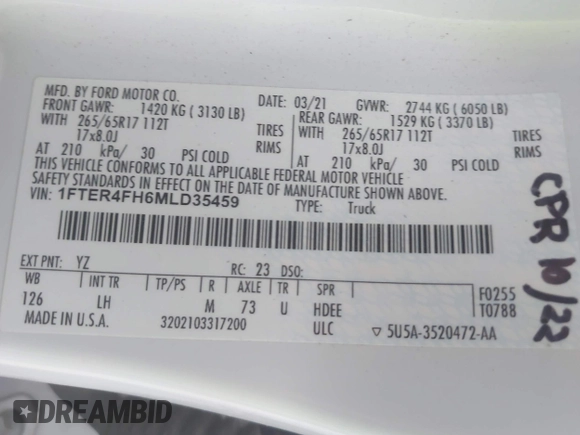 MFD. BY FORD MOTOR CO.
DATE: 03/21 GVWR: 2744 KG ( 6050 LB)
FRONT GAWR: 1420 KG ( 3130 LB) REAR GAWR: 1529 KG ( 3370 LB)
WITH 265/65R17 112T TIRES WITH 265/65R17 112T TIRES
17x8.0J RIMS 17x8.0J RIMS
AT 210 kPa/ 30 PSI COLD AT 210 kPa/ 30 PSI COLD
THIS VEHICLE CONFORMS TO ALL APPLICABLE FEDERAL MOTOR VEHICLE
SAFETY STANDARDS IN EFFECT ON THE DATE OF MANUFACTURE SHOWN ABOVE.
VIN: 1FTER4FH6MLD35459 TYPE: Truck
EXT PNT: YZ RC: 23 DSO:
WB INT TR TP/PS R AXLE TR SPR F0255
126 LH M 73 U HDEE T0788
MADE IN U.S.A. 3202103317200 ULC ▽ 5U5A-3520472-AA
CPR 10/22
DREAMBID